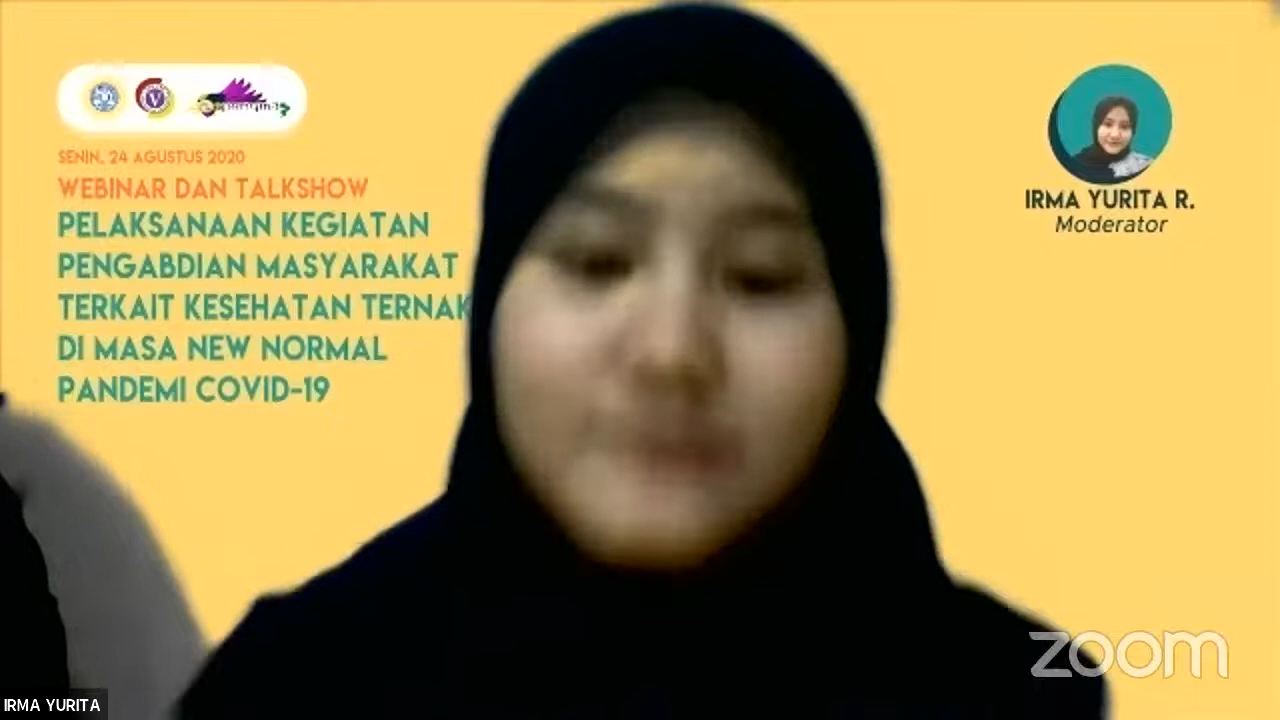 SENIN, 24 AGUSTUS 2020
WEBINAR DAN TALKSHOW
PELAKSANAAN KEGIATAN
PENGABDIAN MASYARAKAT
TERKAIT KESEHATAN TERNAK
DI MASA NEW NORMAL
PANDEMI COVID-19
IRMA YURITA R.
Moderator
zoom
IRMA YURITA